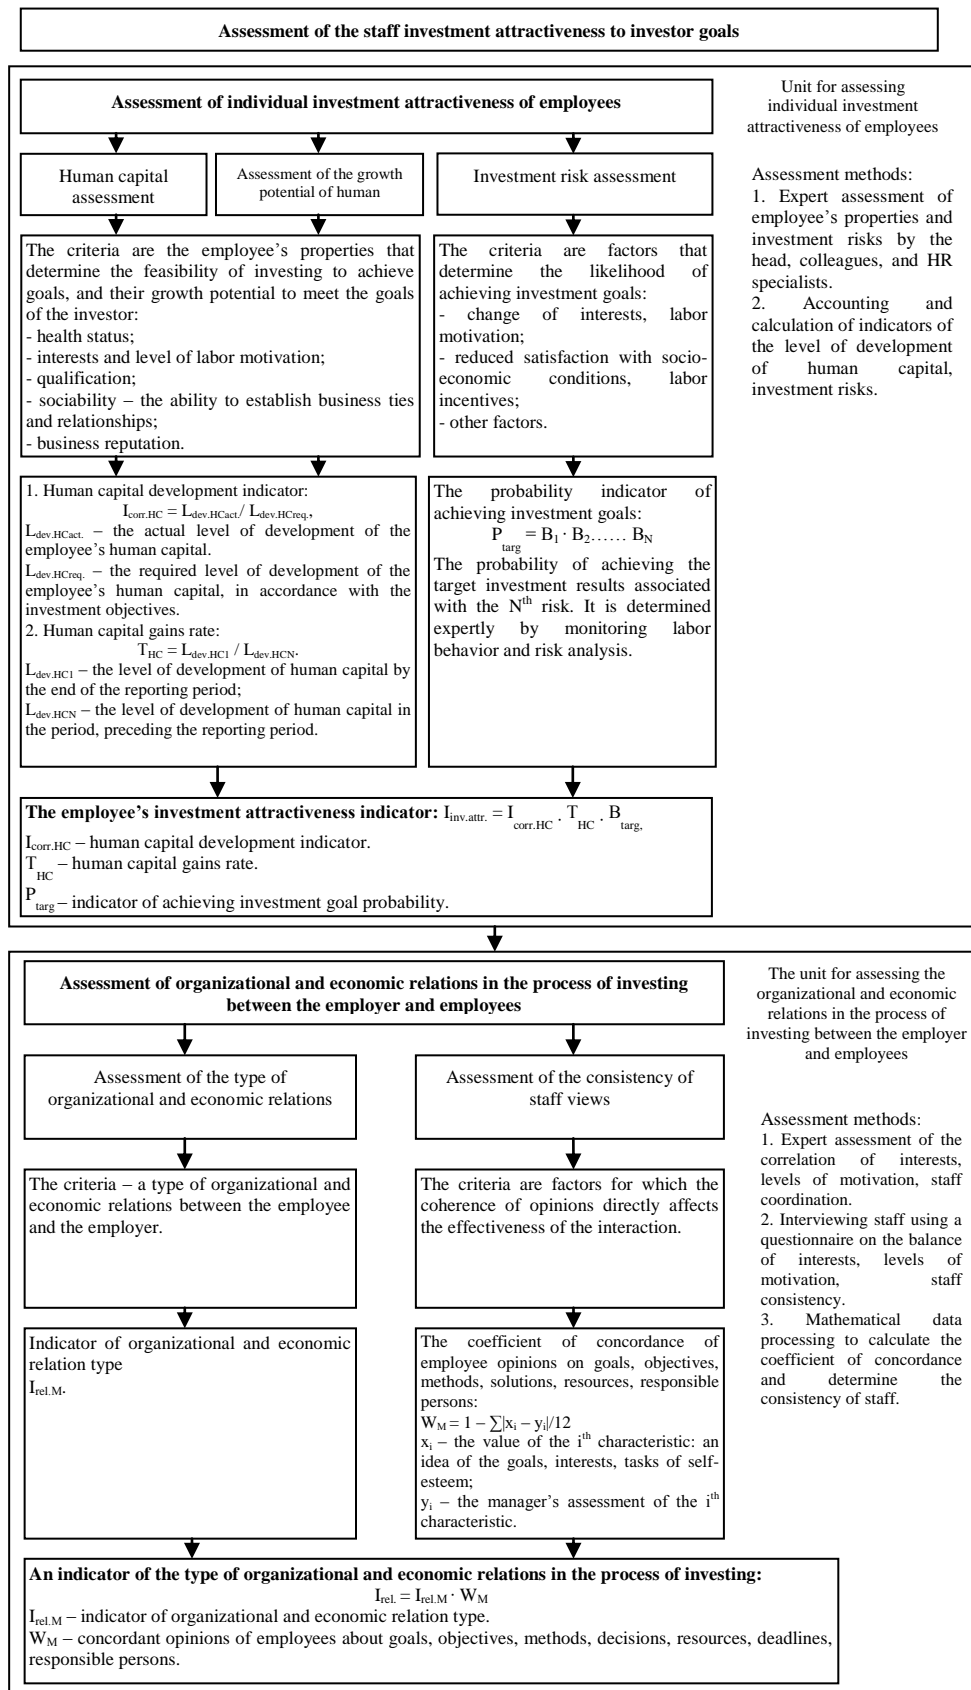 Assessment of the staff investment attractiveness to investor goals
Assessment of individual investment attractiveness of employees
Unit for assessing
individual investment
attractiveness of employees
Human capital
assessment
Assessment of the growth
potential of human
Investment risk assessment
Assessment methods:
1. Expert assessment of
employee’s properties and
investment risks by the
head, colleagues, and HR
specialists.
2. Accounting and
calculation of indicators of
the level of development
of human capital,
investment risks.
The criteria are the employee’s properties that
determine the feasibility of investing to achieve
goals, and their growth potential to meet the goals
of the investor:
- health status;
- interests and level of labor motivation;
- qualification;
- sociability – the ability to establish business ties
and relationships;
- business reputation.
The criteria are factors that
determine the likelihood of
achieving investment goals:
- change of interests, labor
motivation;
- reduced satisfaction with socio-
economic conditions, labor
incentives;
- other factors.
1. Human capital development indicator:
I corr.HC = L dev.HCact / L dev.HCreq.,
L dev.HCact. – the actual level of development of the
employee’s human capital.
L dev.HCreq. – the required level of development of the
employee’s human capital, in accordance with the
investment objectives.
2. Human capital gains rate:
T HC = L dev.HC1 / L dev.HCN.
L dev.HC1 – the level of development of human capital by
the end of the reporting period;
L dev.HCN – the level of development of human capital in
the period, preceding the reporting period.
The probability indicator of
achieving investment goals:
P targ = B1 · B2…… BN
The probability of achieving the
target investment results associated
with the Nth risk. It is determined
expertly by monitoring labor
behavior and risk analysis.
The employee’s investment attractiveness indicator: I inv.attr. = I corr.HC . T HC . B targ,
I corr.HC – human capital development indicator.
T HC – human capital gains rate.
P targ – indicator of achieving investment goal probability.
Assessment of organizational and economic relations in the process of investing
between the employer and employees
The unit for assessing the
organizational and economic
relations in the process of
investing between the employer
and employees
Assessment of the type of
organizational and economic relations
Assessment of the consistency of
staff views
Assessment methods:
1. Expert assessment of the
correlation of interests,
levels of motivation, staff
coordination.
2. Interviewing staff using a
questionnaire on the balance
of interests, levels of
motivation, staff
consistency.
3. Mathematical data
processing to calculate the
coefficient of concordance
and determine the
consistency of staff.
The criteria – a type of organizational and
economic relations between the employee
and the employer.
The criteria are factors for which the
coherence of opinions directly affects
the effectiveness of the interaction.
Indicator of organizational and economic
relation type
I rel.M.
The coefficient of concordance of
employee opinions on goals, objectives,
methods, solutions, resources, responsible
persons:
W M = 1 – ∑|xi – yi|/12
xi – the value of the ith characteristic: an
idea of the goals, interests, tasks of self-
esteem;
yi – the manager’s assessment of the ith
characteristic.
An indicator of the type of organizational and economic relations in the process of investing:
I rel. = I rel.M · W M
I rel.M – indicator of organizational and economic relation type.
W M – concordant opinions of employees about goals, objectives, methods, decisions, resources, deadlines,
responsible persons.